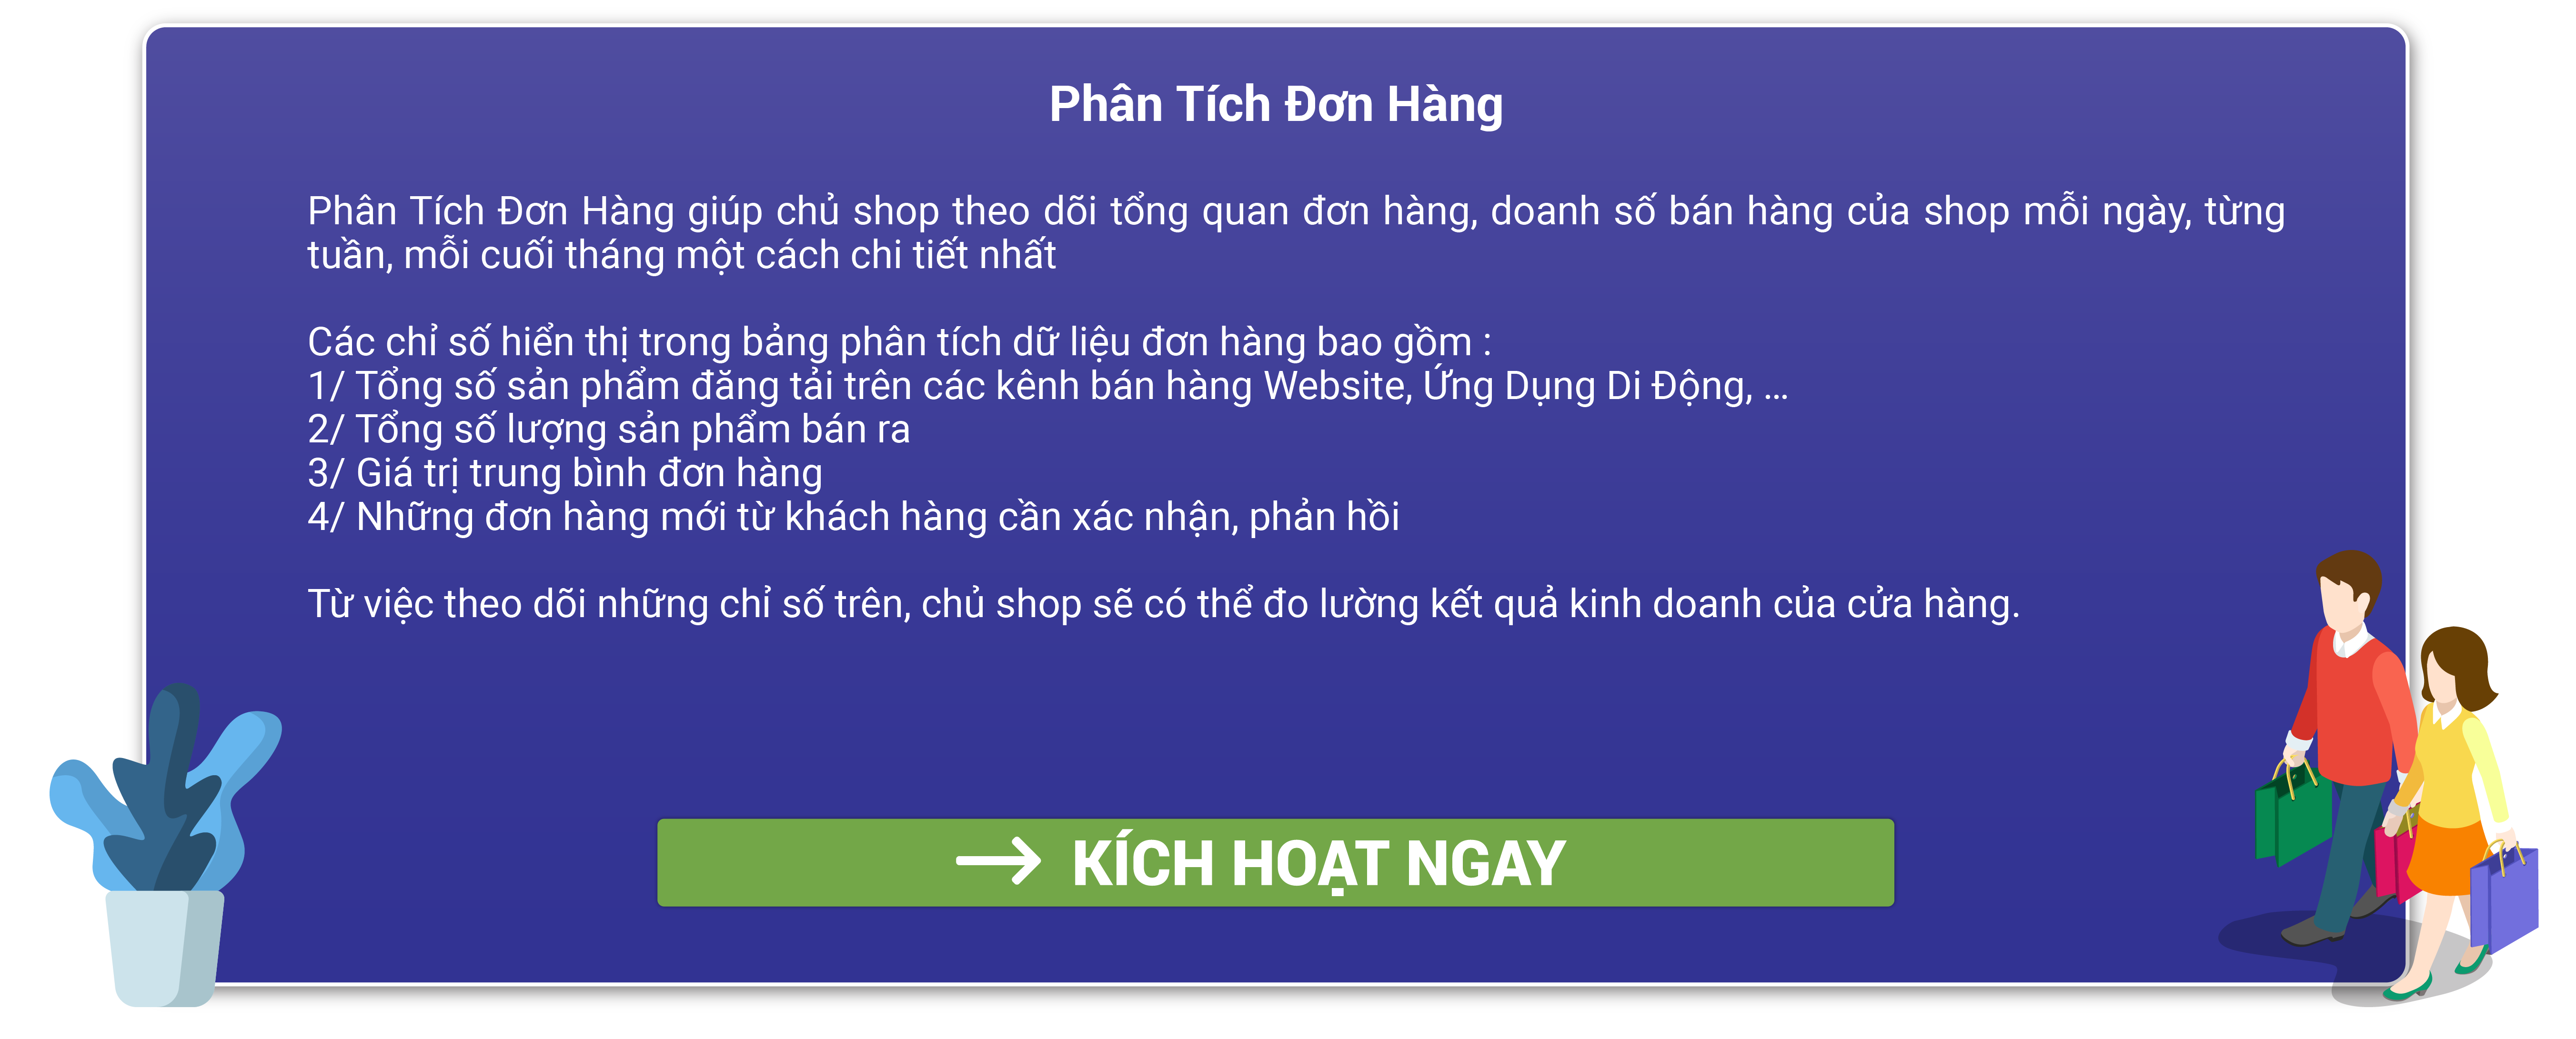 Phân Tích Đơn Hàng
Phân Tích Đơn Hàng giúp chủ shop theo dõi tổng quan đơn hàng, doanh số bán hàng của shop mỗi ngày, từng
tuần, mỗi cuối tháng một cách chi tiết nhất
Các chỉ số hiển thị trong bảng phân tích dữ liệu đơn hàng bao gồm :
1/ Tổng số sản phẩm đăng tải trên các kênh bán hàng Website, Ứng Dụng Di Động, ...
2/ Tổng số lượng sản phẩm bán ra
3/ Giá trị trung bình đơn hàng
4/ Những đơn hàng mới từ khách hàng cần xác nhận, phản hồi
Từ việc theo dõi những chỉ số trên, chủ shop sẽ có thể đo lường kết quả kinh doanh của cửa hàng.
→ KÍCH HOẠT NGAY